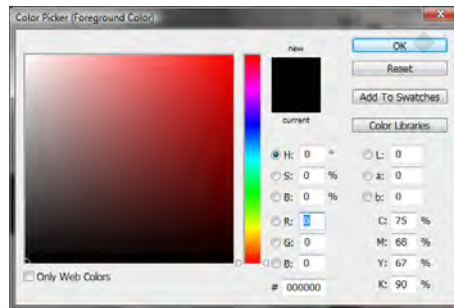 Color Picker (Foreground Color)
new
current
OK
Reset
Add To Swatches
Color Libraries
H: 0 °
S: 0 %
B: 0 %
R: 0
G: 0
B: 0
# 000000
L: 0
a: 0
b: 0
C: 75 %
M: 68 %
Y: 67 %
K: 90 %
Only Web Colors